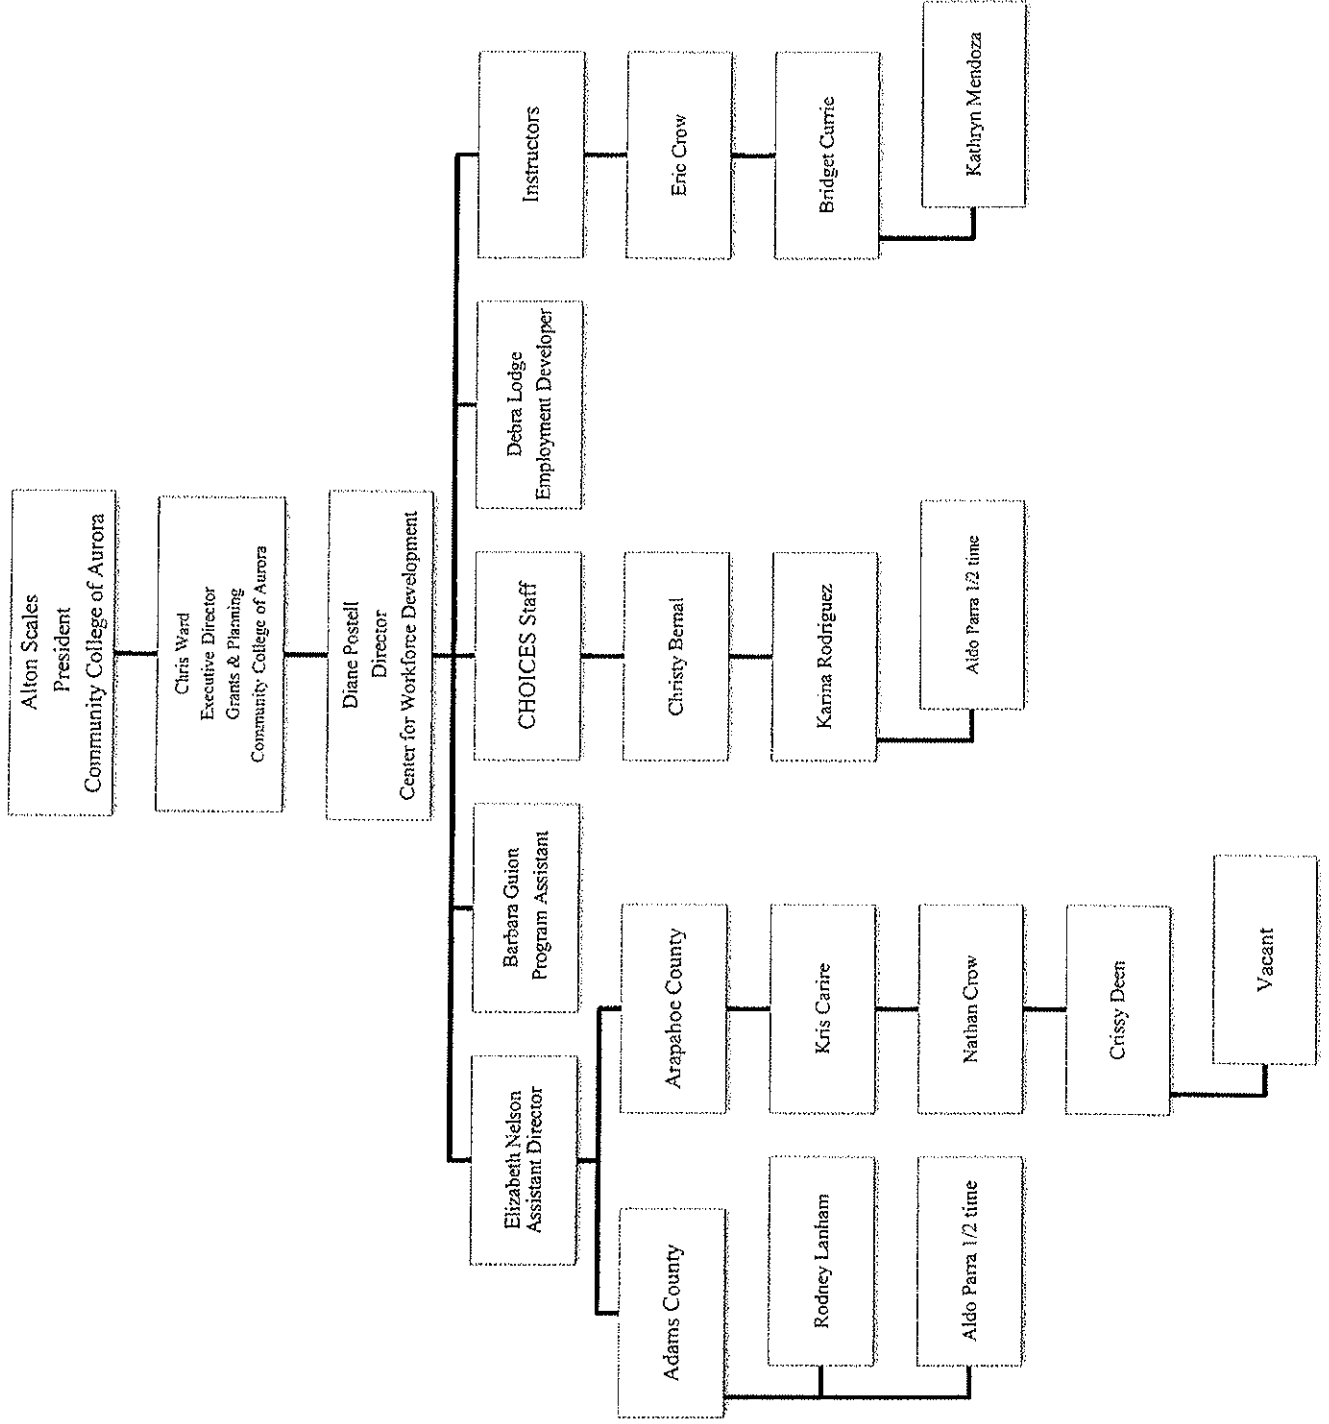 Alton Scales
President
Community College of Aurora
Chris Ward
Executive Director
Grants & Planning
Community College of Aurora
Diane Postell
Director
Center for Workforce Development
Elizabeth Nelson
Assistant Director
Barbara Guion
Program Assistant
CHOICES Staff
Debra Lodge
Employment Developer
Instructors
Adams County
Arapahoe County
Christy Bernal
Eric Crow
Rodney Lanham
Kris Carire
Karina Rodriguez
Bridget Currie
Aldo Parra 1/2 time
Nathan Crow
Aldo Parra 1/2 time
Kathryn Mendoza
Crissy Deen
Vacant